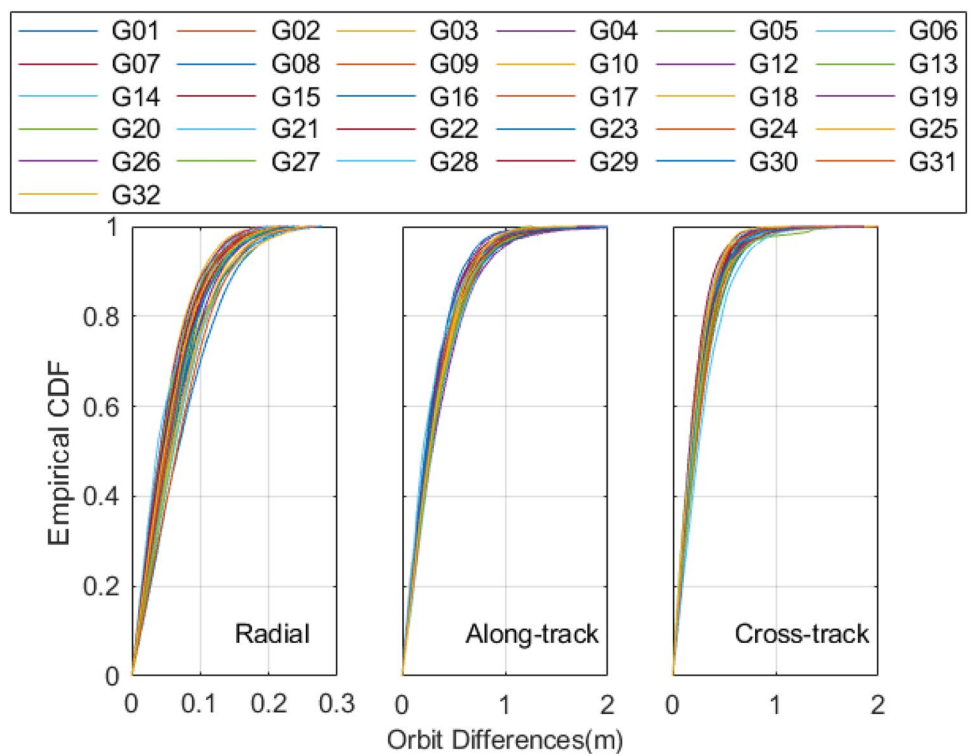 G01 G02 G03 G04 G05 G06
G07 G08 G09 G10 G12 G13
G14 G15 G16 G17 G18 G19
G20 G21 G22 G23 G24 G25
G26 G27 G28 G29 G30 G31
G32
1
0.8
0.6
0.4
0.2
0
Empirical CDF
Radial Along-track Cross-track
0 0.1 0.2 0.3 0 1 2 0 1 2
Orbit Differences(m)